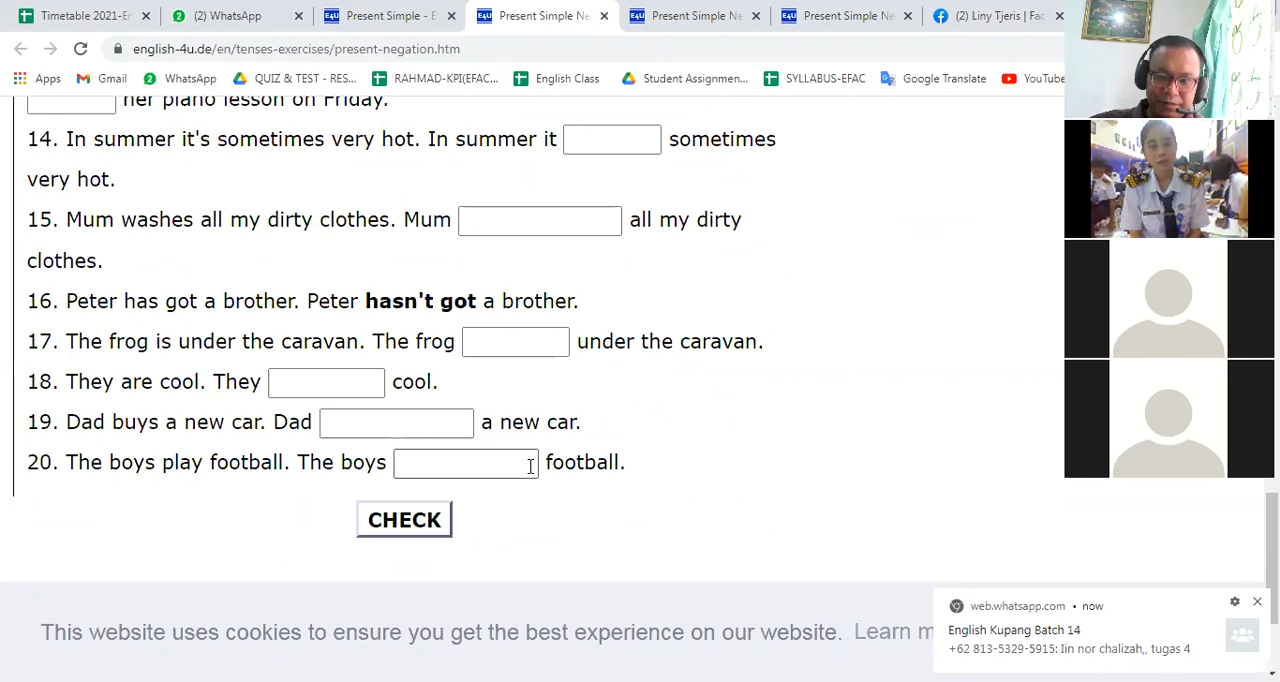 Timetable 2021-Er
(2) WhatsApp
Present Simple - E
Present Simple Ne
Present Simple Ne
Present Simple Ne
(2) Liny Tjeris | Fac
english-4u.de/en/tenses-exercises/present-negation.htm
Apps
Gmail
WhatsApp
QUIZ & TEST - RES...
RAHMAD-KPI(EFAC...
English Class
Student Assignmen...
SYLLABUS-EFAC
Google Translate
YouTube
her piano lesson on Friday.
14. In summer it's sometimes very hot. In summer it sometimes
very hot.
15. Mum washes all my dirty clothes. Mum all my dirty
clothes.
16. Peter has got a brother. Peter hasn't got a brother.
17. The frog is under the caravan. The frog under the caravan.
18. They are cool. They cool.
19. Dad buys a new car. Dad a new car.
20. The boys play football. The boys football.
CHECK
This website uses cookies to ensure you get the best experience on our website. Learn m
web.whatsapp.com • now
English Kupang Batch 14
+62 813-5329-5915: Iin nor chalizah,, tugas 4